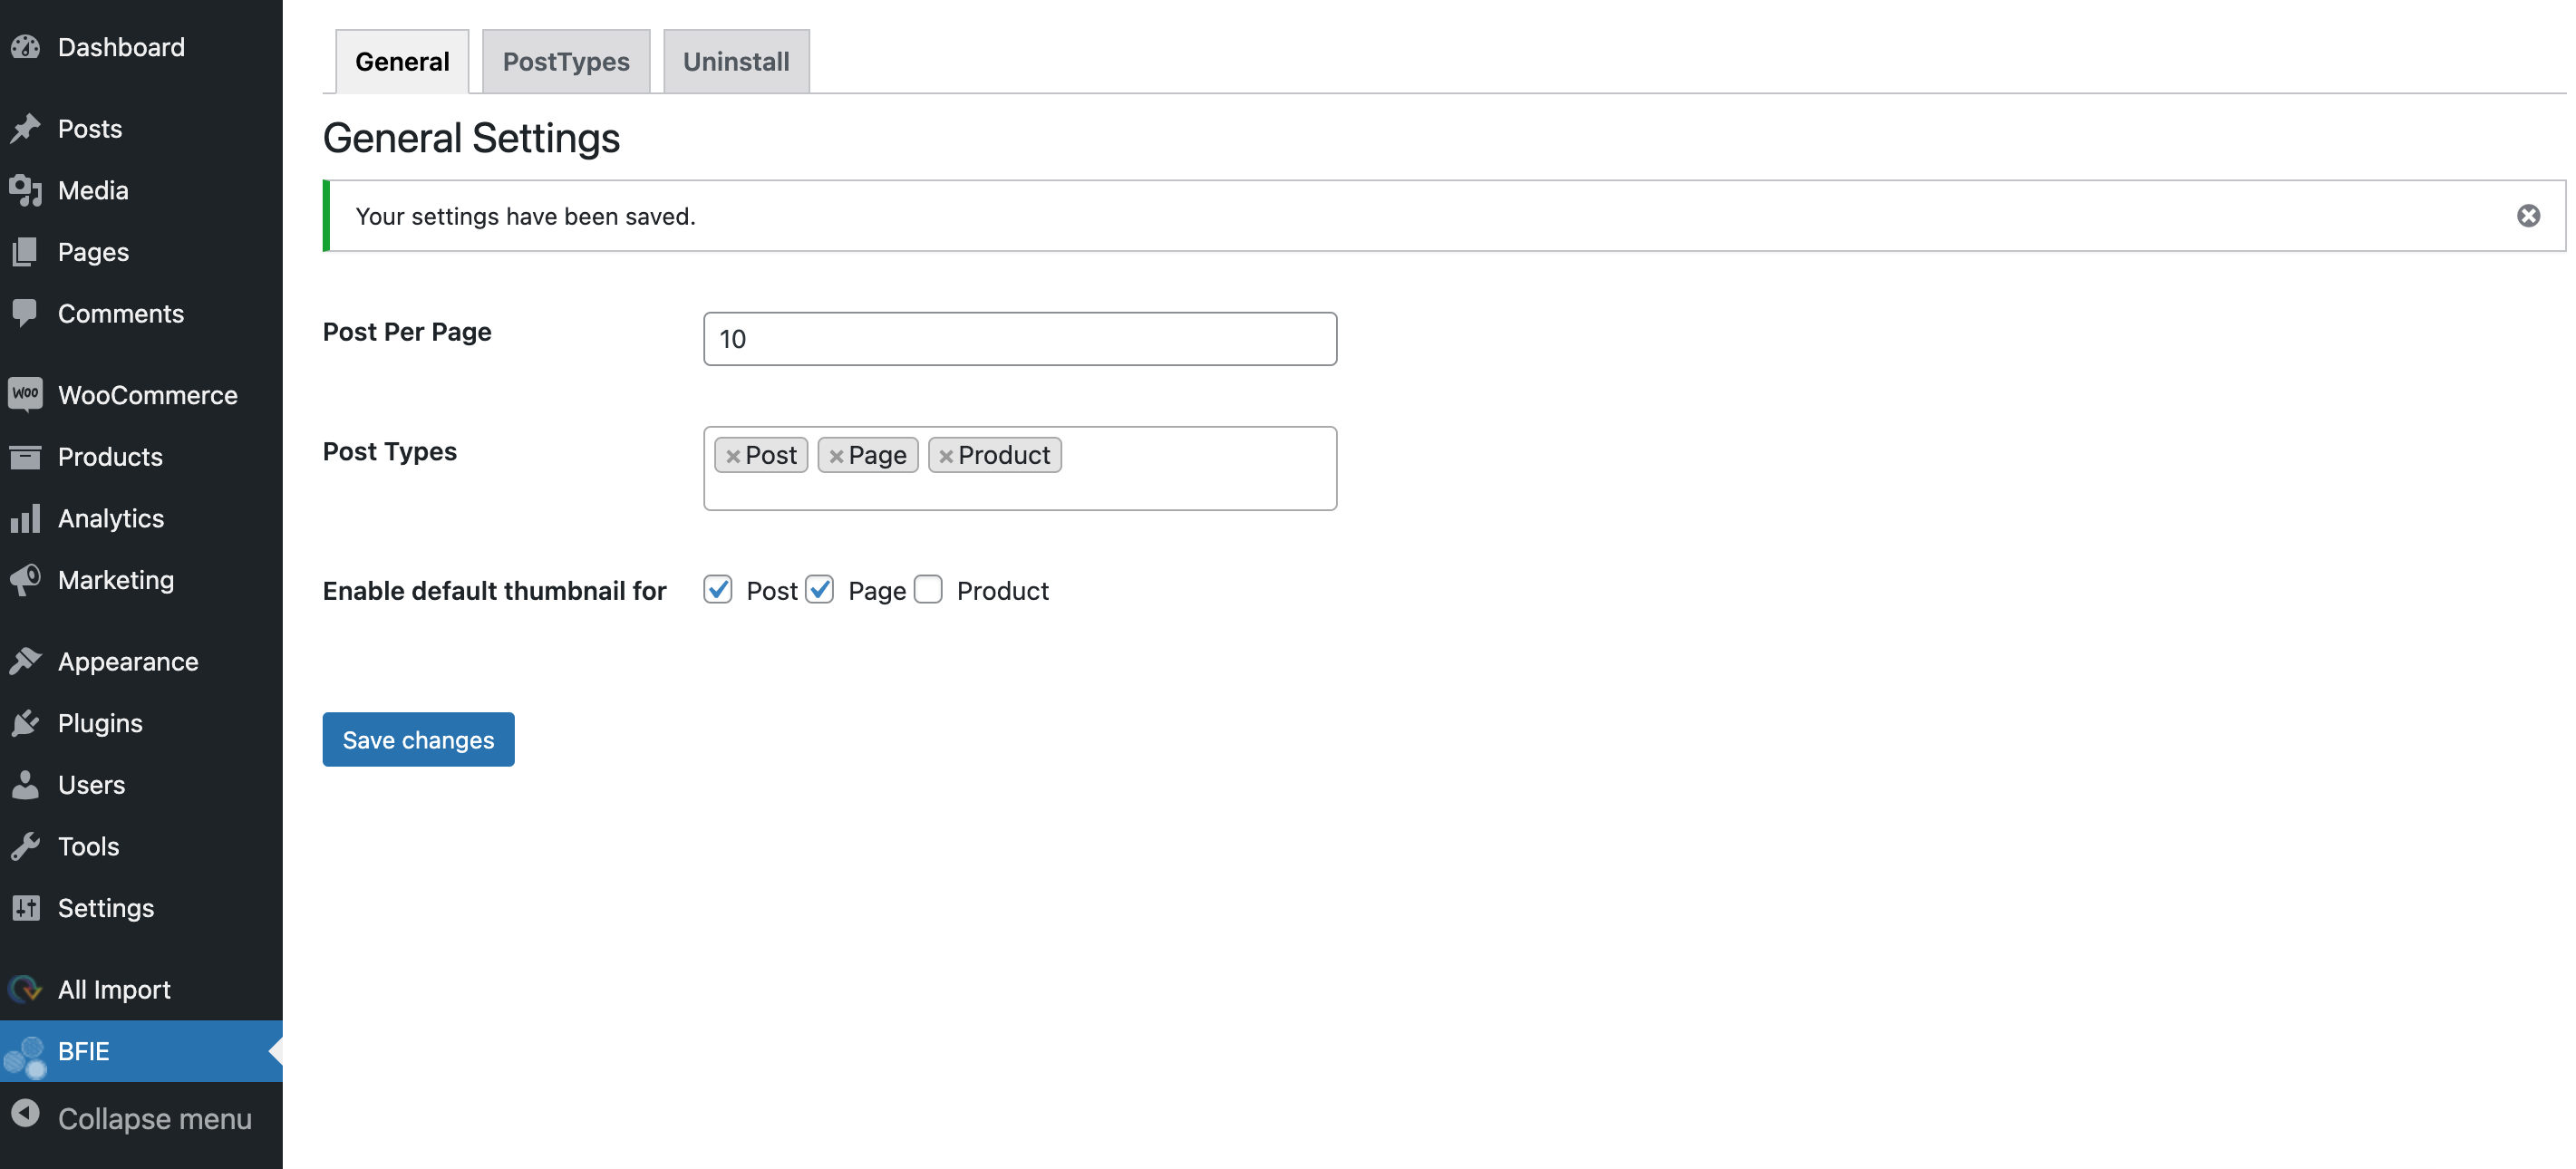 Dashboard
Posts
Media
Pages
Comments
Woo WooCommerce
Products
Analytics
Marketing
Appearance
Plugins
Users
Tools
Settings
All Import
BFIE
Collapse menu
General PostTypes Uninstall
General Settings
Your settings have been saved.
Post Per Page 10
Post Types ×Post ×Page ×Product
Enable default thumbnail for Post Page Product
Save changes